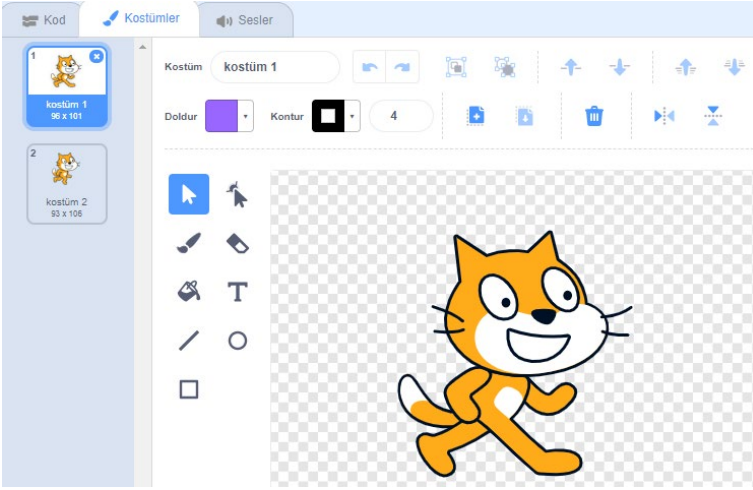 Kod
Kostümler
Sesler
1
kostüm 1
96 x 101
2
kostüm 2
93 x 106
Kostüm
kostüm 1
Doldur
Kontur
4
T